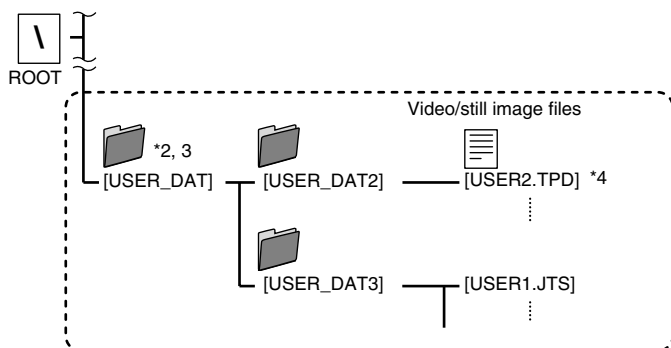 \
ROOT
Video/still image files
*2, 3
[USER_DAT] [USER_DAT2] [USER2.TPD] *4
[USER_DAT3] [USER1.JTS]